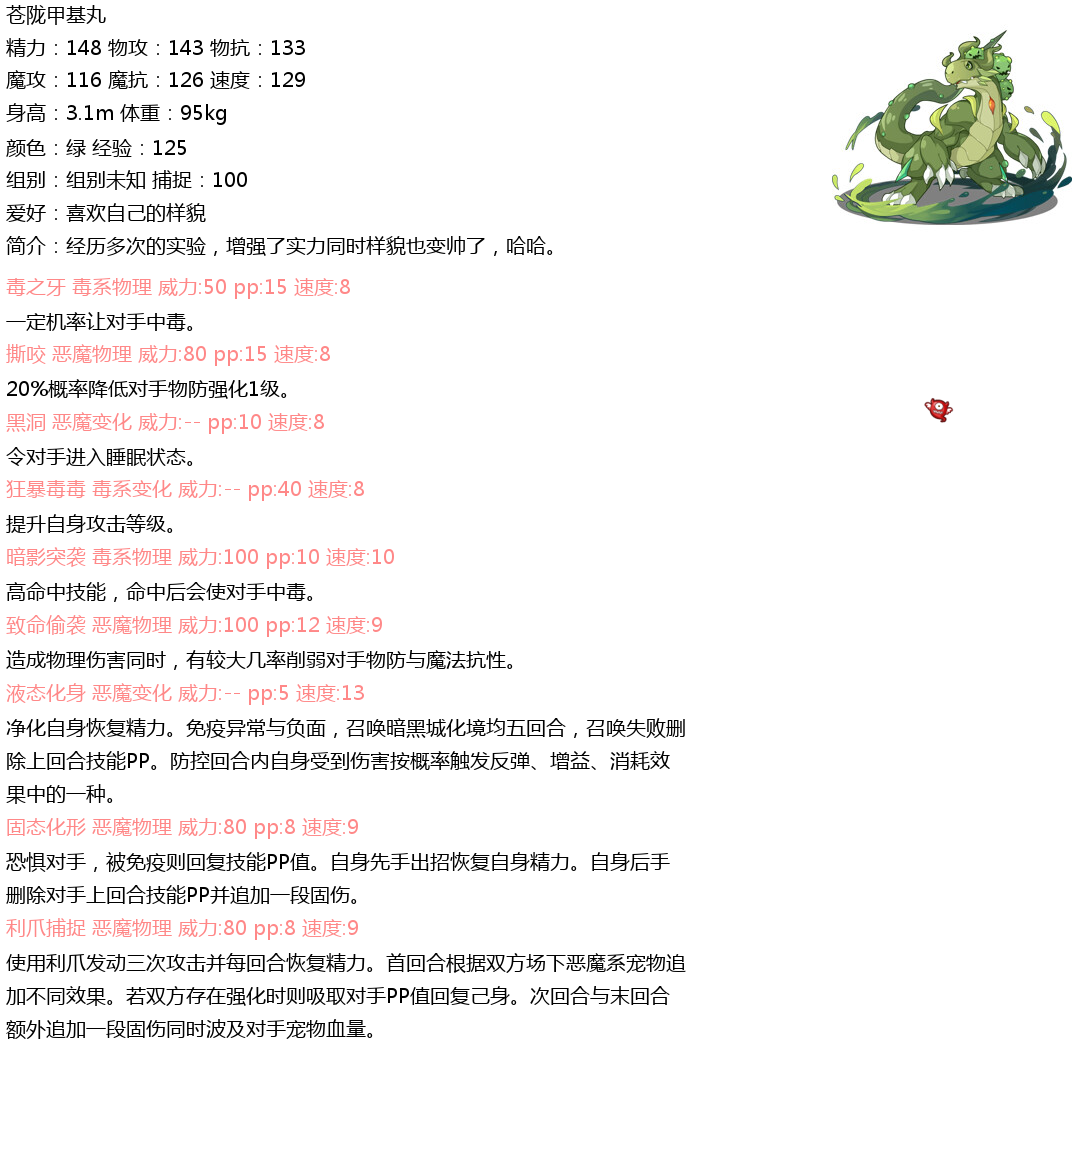 苍陇甲基丸
精力：148 物攻：143 物抗：133
魔攻：116 魔抗：126 速度：129
身高：3.1m 体重：95kg
颜色：绿 经验：125
组别：组别未知 捕捉：100
爱好：喜欢自己的样貌
简介：经历多次的实验，增强了实力同时样貌也变帅了，哈哈。
毒之牙 毒系物理 威力:50 pp:15 速度:8
一定机率让对手中毒。
撕咬 恶魔物理 威力:80 pp:15 速度:8
20%概率降低对手物防强化1级。
黑洞 恶魔变化 威力:-- pp:10 速度:8
令对手进入睡眠状态。
狂暴毒毒 毒系变化 威力:-- pp:40 速度:8
提升自身攻击等级。
暗影突袭 毒系物理 威力:100 pp:10 速度:10
高命中技能，命中后会使对手中毒。
致命偷袭 恶魔物理 威力:100 pp:12 速度:9
造成物理伤害同时，有较大几率削弱对手物防与魔法抗性。
液态化身 恶魔变化 威力:-- pp:5 速度:13
净化自身恢复精力。免疫异常与负面，召唤暗黑城化境均五回合，召唤失败删
除上回合技能PP。防控回合内自身受到伤害按概率触发反弹、增益、消耗效
果中的一种。
固态化形 恶魔物理 威力:80 pp:8 速度:9
恐惧对手，被免疫则回复技能PP值。自身先手出招恢复自身精力。自身后手
删除对手上回合技能PP并追加一段固伤。
利爪捕捉 恶魔物理 威力:80 pp:8 速度:9
使用利爪发动三次攻击并每回合恢复精力。首回合根据双方场下恶魔系宠物追
加不同效果。若双方存在强化时则吸取对手PP值回复己身。次回合与末回合
额外追加一段固伤同时波及对手宠物血量。